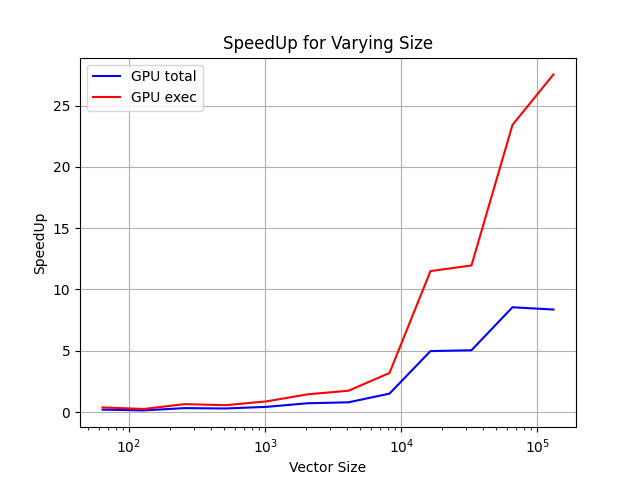 SpeedUp for Varying Size
GPU total
GPU exec
SpeedUp
25
20
15
10
5
0
10²
10³
10⁴
10⁵
Vector Size